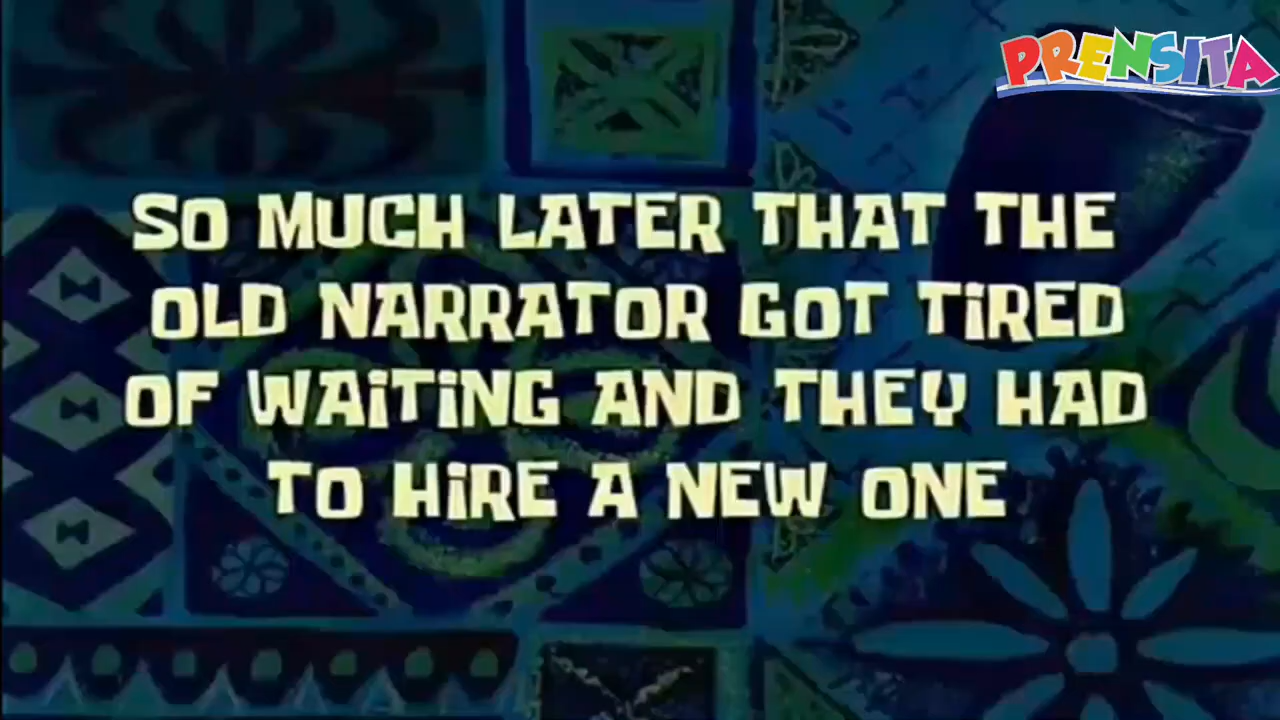 PRENSITA
SO MUCH LATER THAT THE
OLD NARRATOR GOT TIRED
OF WAITING AND THEY HAD
TO HIRE A NEW ONE